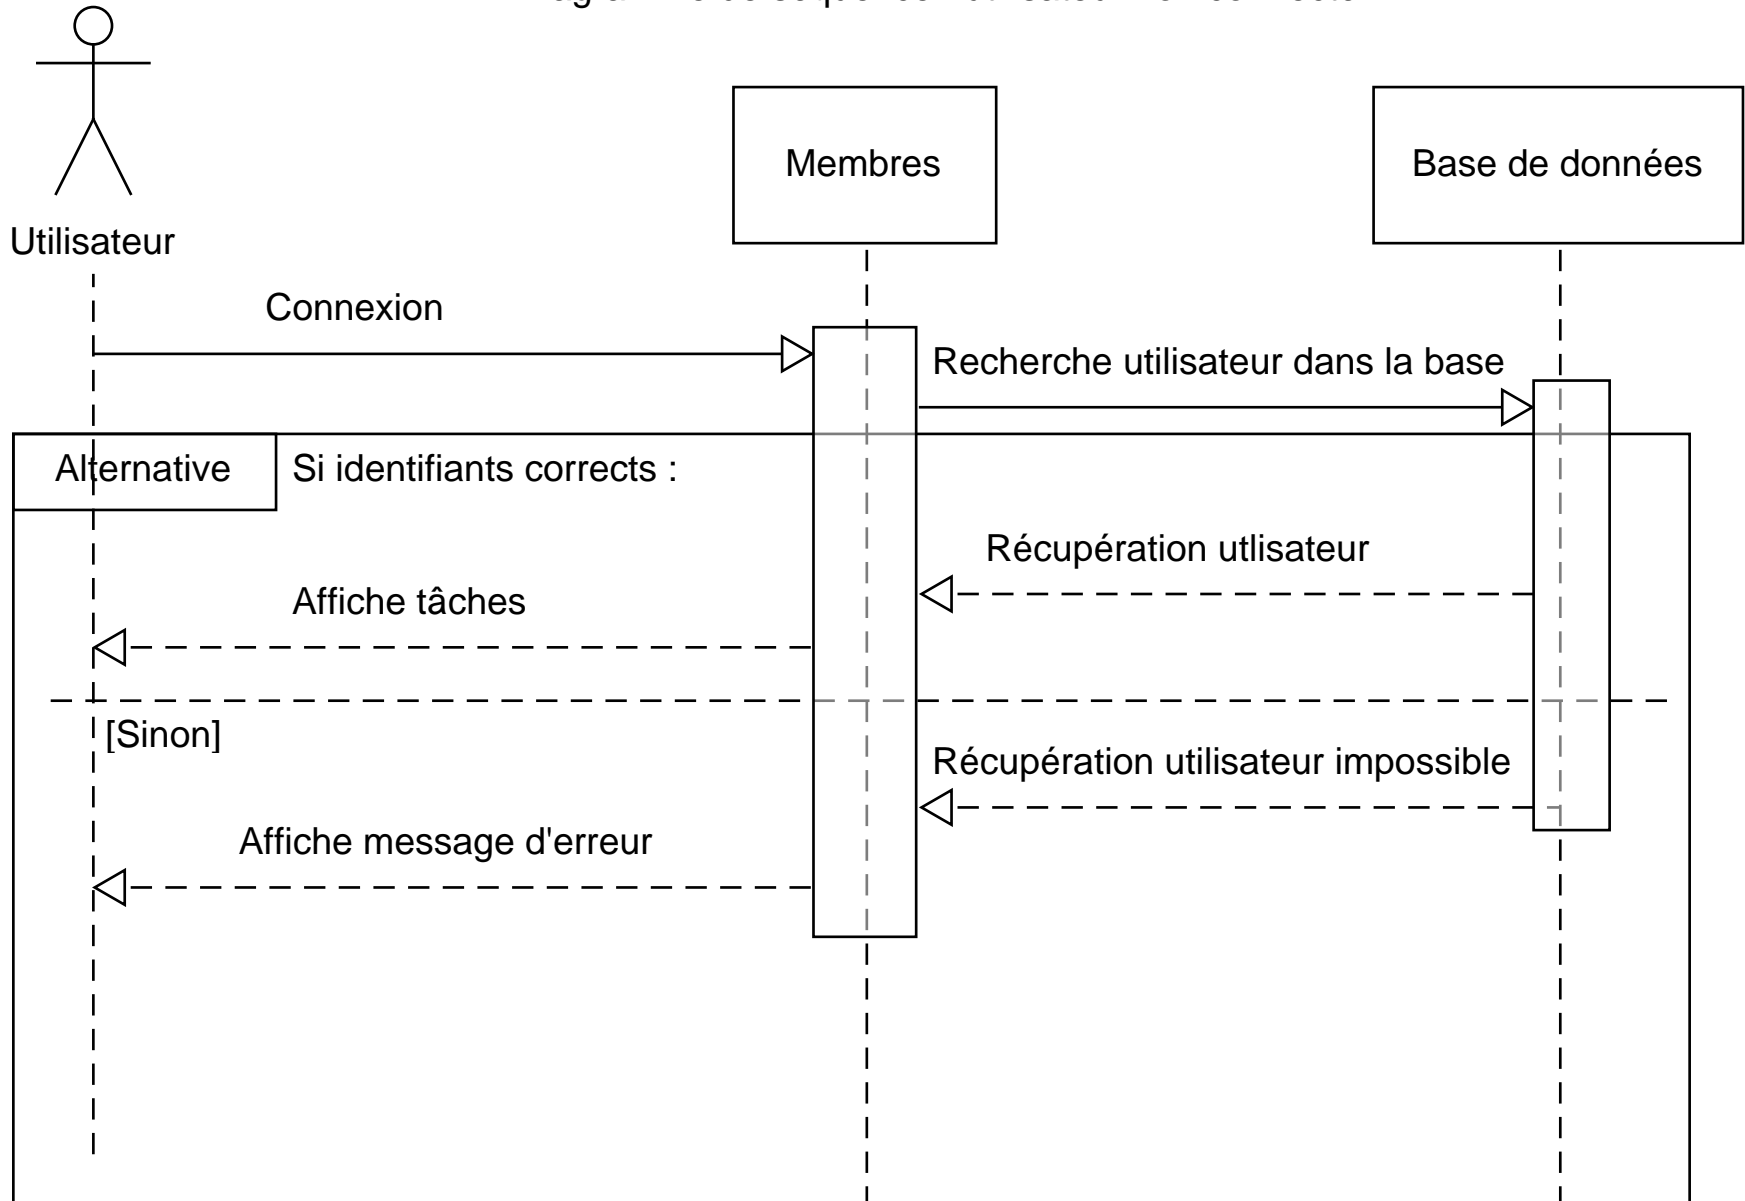 Utilisateur
Membres
Base de données
Connexion
Recherche utilisateur dans la base
Alternative
Si identifiants corrects :
Récupération utlisateur
Affiche tâches
[Sinon]
Récupération utilisateur impossible
Affiche message d'erreur